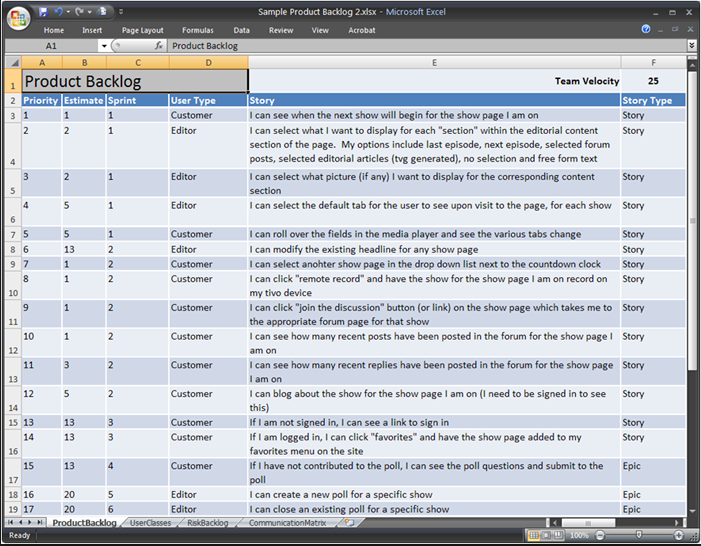 Sample Product Backlog 2.xlsx - Microsoft Excel
Home Insert Page Layout Formulas Data Review View Acrobat
A1 fx Product Backlog
A B C D E F
1 Product Backlog Team Velocity 25
2 Priority Estimate Sprint User Type Story Story Type
3 1 1 1 Customer I can see when the next show will begin for the show page I am on Story
2 2 1 Editor I can select what I want to display for each "section" within the editorial content Story
section of the page. My options include last episode, next episode, selected forum
4 posts, selected editorial articles (tvg generated), no selection and free form text
3 2 1 Editor I can select what picture (if any) I want to display for the corresponding content Story
5 section
4 5 1 Editor I can select the default tab for the user to see upon visit to the page, for each show Story
6
7 5 5 1 Customer I can roll over the fields in the media player and see the various tabs change Story
8 6 13 2 Editor I can modify the existing headline for any show page Story
9 7 1 2 Customer I can select anohter show page in the drop down list next to the countdown clock Story
8 1 2 Customer I can click "remote record" and have the show for the show page I am on record on Story
10 my tivo device
9 1 2 Customer I can click "join the discussion" button (or link) on the show page which takes me to Story
11 the appropriate forum page for that show
10 1 2 Customer I can see how many recent posts have been posted in the forum for the show page I Story
12 am on
11 3 2 Customer I can see how many recent replies have been posted in the forum for the show page Story
13 I am on
12 5 2 Customer I can blog about the show for the show page I am on (I need to be signed in to see Story
14 this)
15 13 13 3 Customer If I am not signed in, I can see a link to sign in Story
14 13 3 Customer If I am logged in, I can click "favorites" and have the show page added to my Story
16 favorites menu on the site
15 13 4 Customer If I have not contributed to the poll, I can see the poll questions and submit to the Epic
17 poll
18 16 20 5 Editor I can create a new poll for a specific show Epic
19 17 20 6 Editor I can close an existing poll for a specific show Epic
ProductBacklog UserClasses RiskBacklog CommunicationMatrix
Ready 100%